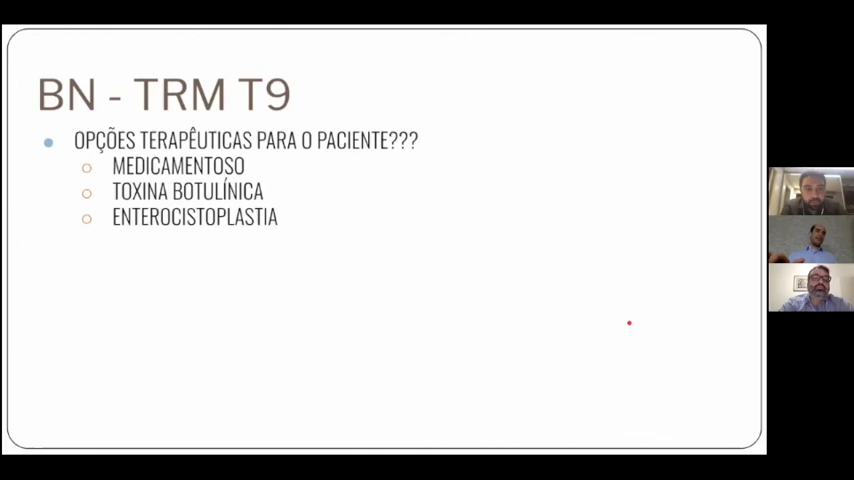 BN - TRM T9
OPÇÕES TERAPÊUTICAS PARA O PACIENTE???
MEDICAMENTOSO
TOXINA BOTULÍNICA
ENTEROCISTOPLASTIA